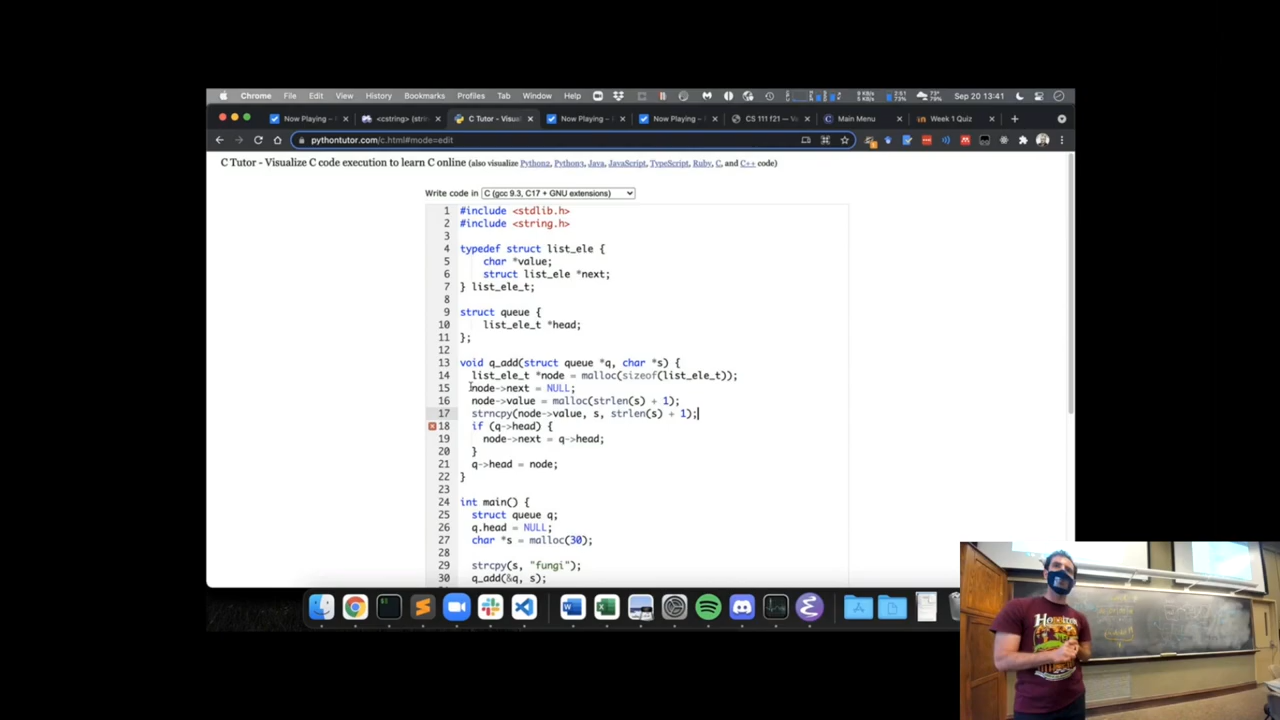 Chrome File Edit View History Bookmarks Profiles Tab Window Help Sep 20 13:41
Now Playing – <cstring> (strin C Tutor - Visual Now Playing – Now Playing – CS 111 f21 — Main Menu Week 1 Quiz
pythontutor.com/c.html#mode=edit
C Tutor - Visualize C code execution to learn C online (also visualize Python2, Python3, Java, JavaScript, TypeScript, Ruby, C, and C++ code)
Write code in C (gcc 9.3, C17 + GNU extensions)
1 #include <stdlib.h>
2 #include <string.h>
3
4 typedef struct list_ele {
5 char *value;
6 struct list_ele *next;
7 } list_ele_t;
8
9 struct queue {
10 list_ele_t *head;
11 };
12
13 void q_add(struct queue *q, char *s) {
14 list_ele_t *node = malloc(sizeof(list_ele_t));
15 node->next = NULL;
16 node->value = malloc(strlen(s) + 1);
17 strncpy(node->value, s, strlen(s) + 1);
18 if (q->head) {
19 node->next = q->head;
20 }
21 q->head = node;
22 }
23
24 int main() {
25 struct queue q;
26 q.head = NULL;
27 char *s = malloc(30);
28
29 strcpy(s, "fungi");
30 q_add(&q, s);